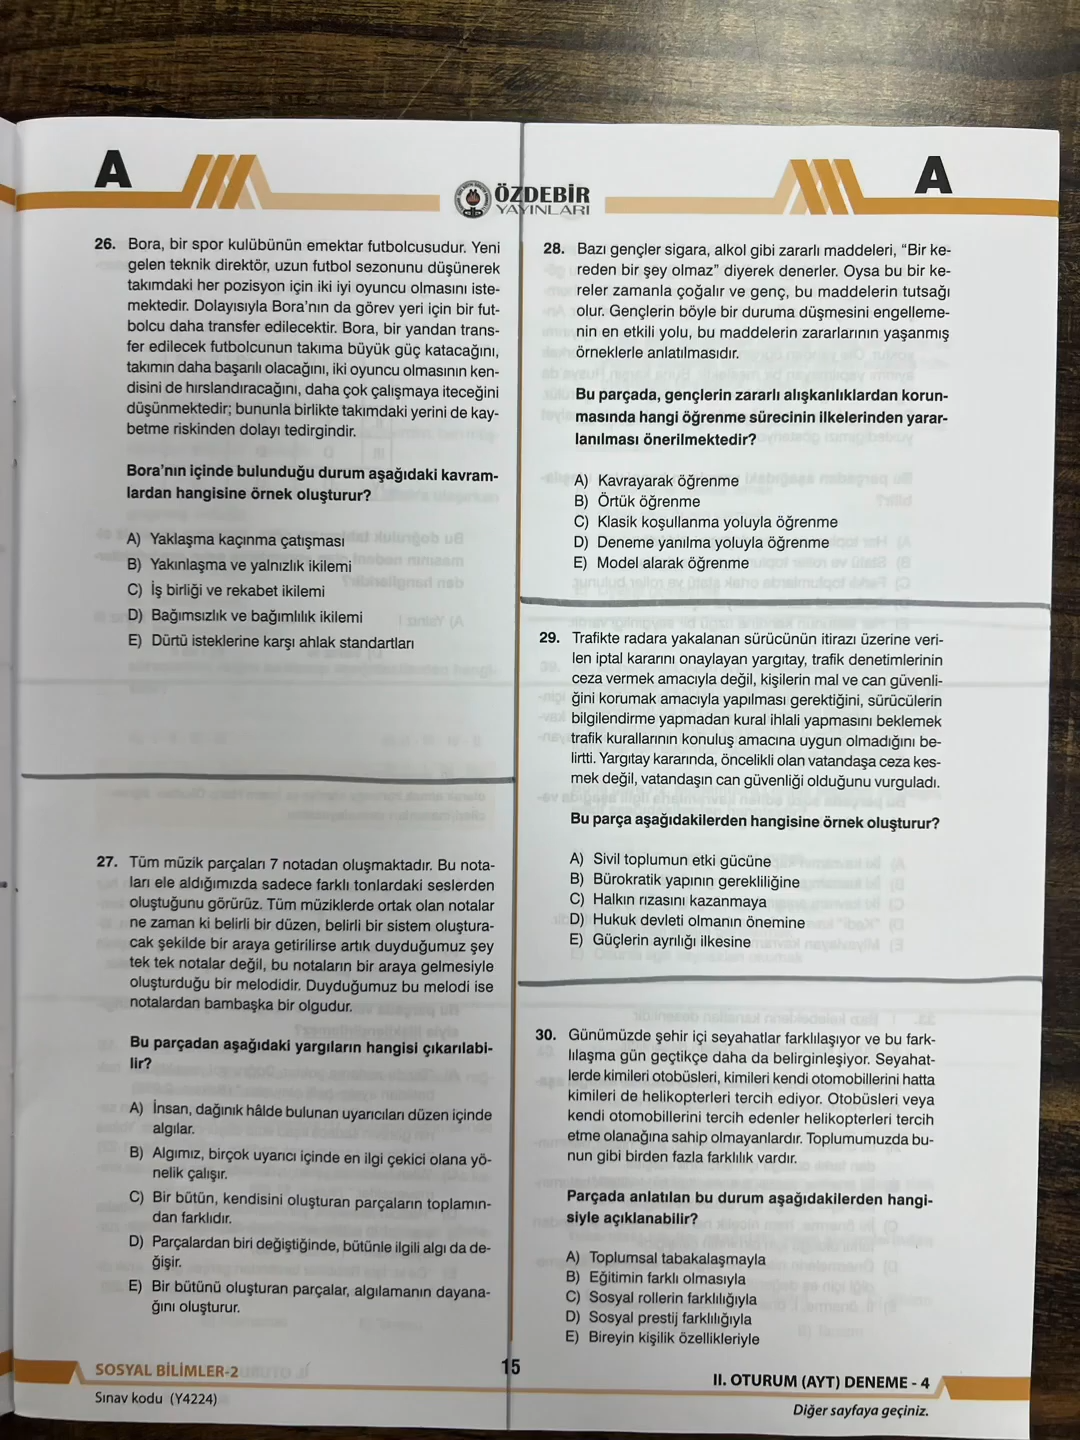 A
ÖZDEBİR
YAYINLARI
A
26. Bora, bir spor kulübünün emektar futbolcusudur. Yeni
gelen teknik direktör, uzun futbol sezonunu düşünerek
takımdaki her pozisyon için iki iyi oyuncu olmasını iste-
mektedir. Dolayısıyla Bora'nın da görev yeri için bir fut-
bolcu daha transfer edilecektir. Bora, bir yandan trans-
fer edilecek futbolcunun takıma büyük güç katacağını,
takımın daha başarılı olacağını, iki oyuncu olmasının ken-
disini de hırslandıracağını, daha çok çalışmaya iteceğini
düşünmektedir; bununla birlikte takımdaki yerini de kay-
betme riskinden dolayı tedirgindir.
Bora'nın içinde bulunduğu durum aşağıdaki kavram-
lardan hangisine örnek oluşturur?
A) Yaklaşma kaçınma çatışması
B) Yakınlaşma ve yalnızlık ikilemi
C) İş birliği ve rekabet ikilemi
D) Bağımsızlık ve bağımlılık ikilemi
E) Dürtü isteklerine karşı ahlak standartları
27. Tüm müzik parçaları 7 notadan oluşmaktadır. Bu nota-
ları ele aldığımızda sadece farklı tonlardaki seslerden
oluştuğunu görürüz. Tüm müziklerde ortak olan notalar
ne zaman ki belirli bir düzen, belirli bir sistem oluştura-
cak şekilde bir araya getirilirse artık duyduğumuz şey
tek tek notalar değil, bu notaların bir araya gelmesiyle
oluşturduğu bir melodidir. Duyduğumuz bu melodi ise
notalardan bambaşka bir olgudur.
Bu parçadan aşağıdaki yargıların hangisi çıkarılabi-
lir?
A) İnsan, dağınık hâlde bulunan uyarıcıları düzen içinde
algılar.
B) Algımız, birçok uyarıcı içinde en ilgi çekici olana yö-
nelik çalışır.
C) Bir bütün, kendisini oluşturan parçaların toplamın-
dan farklıdır.
D) Parçalardan biri değiştiğinde, bütünle ilgili algı da de-
ğişir.
E) Bir bütünü oluşturan parçalar, algılamanın dayana-
ğını oluşturur.
28. Bazı gençler sigara, alkol gibi zararlı maddeleri, “Bir ke-
reden bir şey olmaz” diyerek denerler. Oysa bu bir ke-
reler zamanla çoğalır ve genç, bu maddelerin tutsağı
olur. Gençlerin böyle bir duruma düşmesini engelleme-
nin en etkili yolu, bu maddelerin zararlarının yaşanmış
örneklerle anlatılmasıdır.
Bu parçada, gençlerin zararlı alışkanlıklardan korun-
masında hangi öğrenme sürecinin ilkelerinden yarar-
lanılması önerilmektedir?
A) Kavrayarak öğrenme
B) Örtük öğrenme
C) Klasik koşullanma yoluyla öğrenme
D) Deneme yanılma yoluyla öğrenme
E) Model alarak öğrenme
29. Trafikte radara yakalanan sürücünün itirazı üzerine veri-
len iptal kararını onaylayan yargıtay, trafik denetimlerinin
ceza vermek amacıyla değil, kişilerin mal ve can güvenli-
ğini korumak amacıyla yapılması gerektiğini, sürücülerin
bilgilendirme yapmadan kural ihlali yapmasını beklemek
trafik kurallarının konuluş amacına uygun olmadığını be-
lirtti. Yargıtay kararında, öncelikli olan vatandaşa ceza kes-
mek değil, vatandaşın can güvenliği olduğunu vurguladı.
Bu parça aşağıdakilerden hangisine örnek oluşturur?
A) Sivil toplumun etki gücüne
B) Bürokratik yapının gerekliliğine
C) Halkın rızasını kazanmaya
D) Hukuk devleti olmanın önemine
E) Güçlerin ayrılığı ilkesine
30. Günümüzde şehir içi seyahatlar farklılaşıyor ve bu fark-
lılaşma gün geçtikçe daha da belirginleşiyor. Seyahat-
lerde kimileri otobüsleri, kimileri kendi otomobillerini hatta
kimileri de helikopterleri tercih ediyor. Otobüsleri veya
kendi otomobillerini tercih edenler helikopterleri tercih
etme olanağına sahip olmayanlardır. Toplumumuzda bu-
nun gibi birden fazla farklılık vardır.
Parçada anlatılan bu durum aşağıdakilerden hangi-
siyle açıklanabilir?
A) Toplumsal tabakalaşmayla
B) Eğitimin farklı olmasıyla
C) Sosyal rollerin farklılığıyla
D) Sosyal prestij farklılığıyla
E) Bireyin kişilik özellikleriyle
SOSYAL BİLİMLER-2
Sınav kodu (Y4224)
15
II. OTURUM (AYT) DENEME - 4
Diğer sayfaya geçiniz.